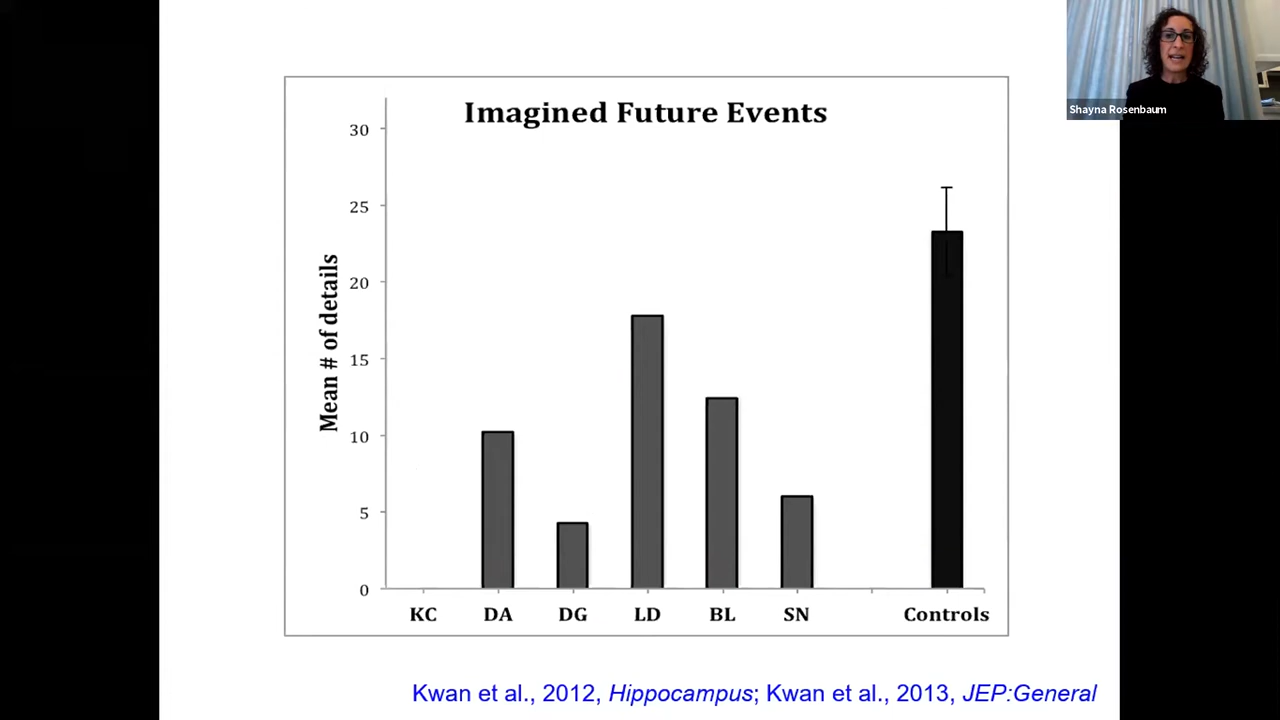 Shayna Rosenbaum
Imagined Future Events
Mean # of details
30
25
20
15
10
5
0
KC DA DG LD BL SN Controls
Kwan et al., 2012, Hippocampus; Kwan et al., 2013, JEP:General